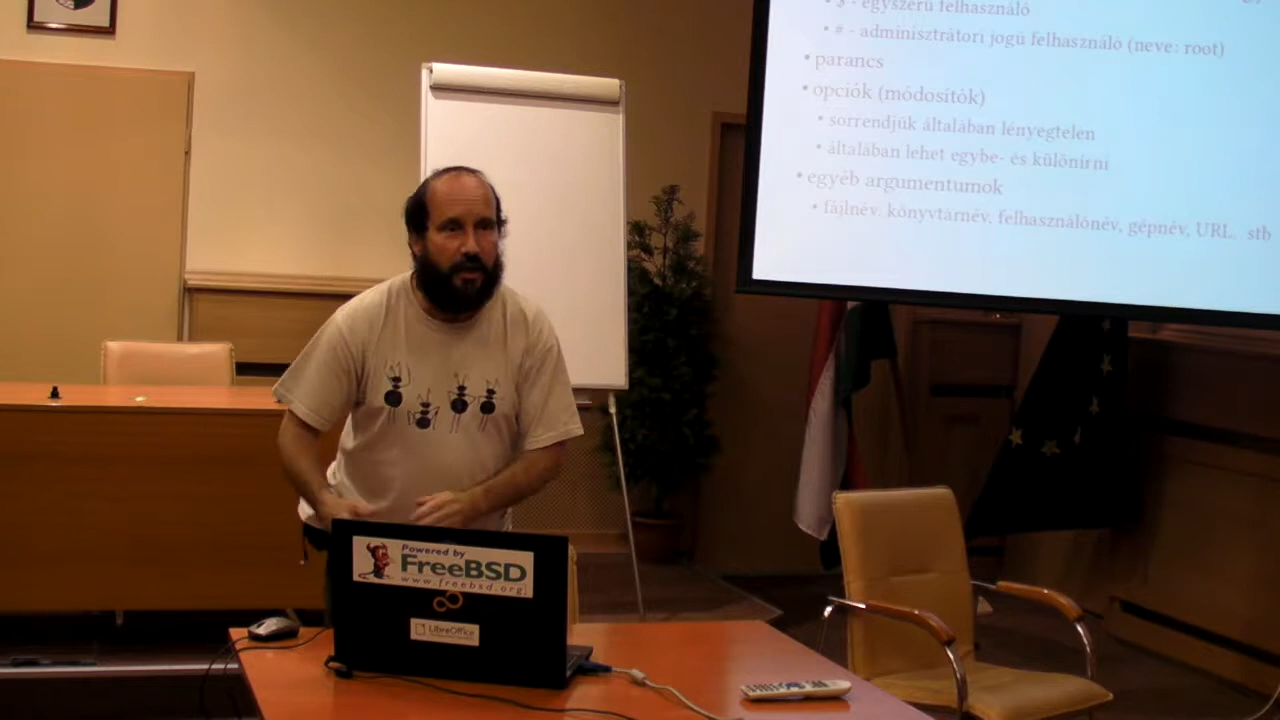 $ - egyszerű felhasználó
# - adminisztrátori jogú felhasználó (neve: root)
parancs
opciók (módosítók)
sorrendjük általában lényegtelen
általában lehet egybe- és különírni
egyéb argumentumok
fájlnév, könyvtárnév, felhasználónév, gépnév, URL, stb
Powered by
FreeBSD
www.freebsd.org
LibreOffice